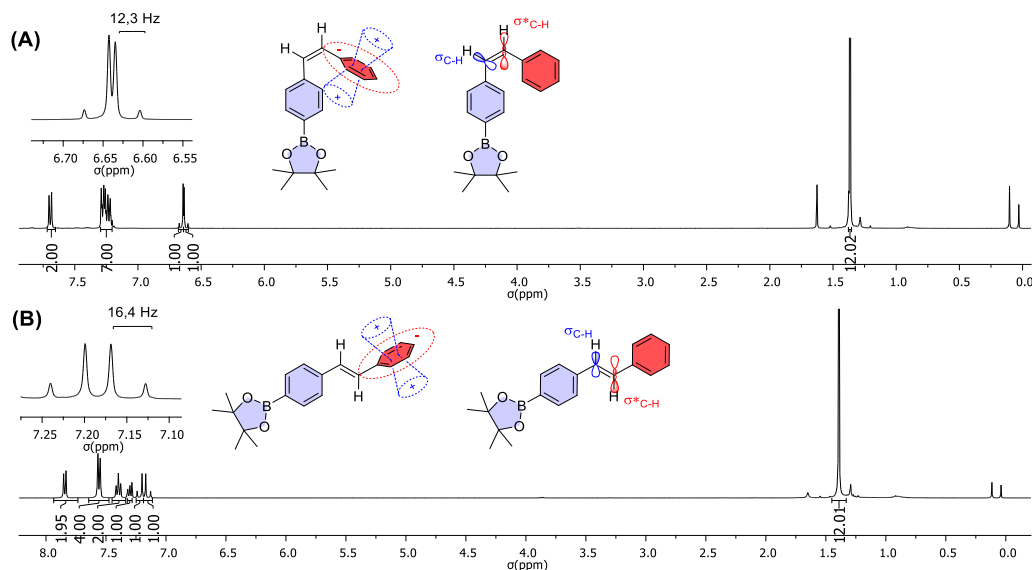 (A)
12,3 Hz
6.70 6.65 6.60 6.55
σ(ppm)
H H
-
+
+
B
O O
σC-H
H
H
σ*C-H
B
O O
2.00
7.00
1.00
1.00
12.02
7.5 7.0 6.5 6.0 5.5 5.0 4.5 4.0 3.5 3.0 2.5 2.0 1.5 1.0 0.5 0.0
σ(ppm)
(B)
16,4 Hz
7.25 7.20 7.15 7.10
σ(ppm)
H
H
+
-
+
O
B
O
σC-H
H
H
σ*C-H
O
B
O
1.95
4.00
2.00
1.00
1.00
1.00
12.01
8.0 7.5 7.0 6.5 6.0 5.5 5.0 4.5 4.0 3.5 3.0 2.5 2.0 1.5 1.0 0.5 0.0
σ(ppm)